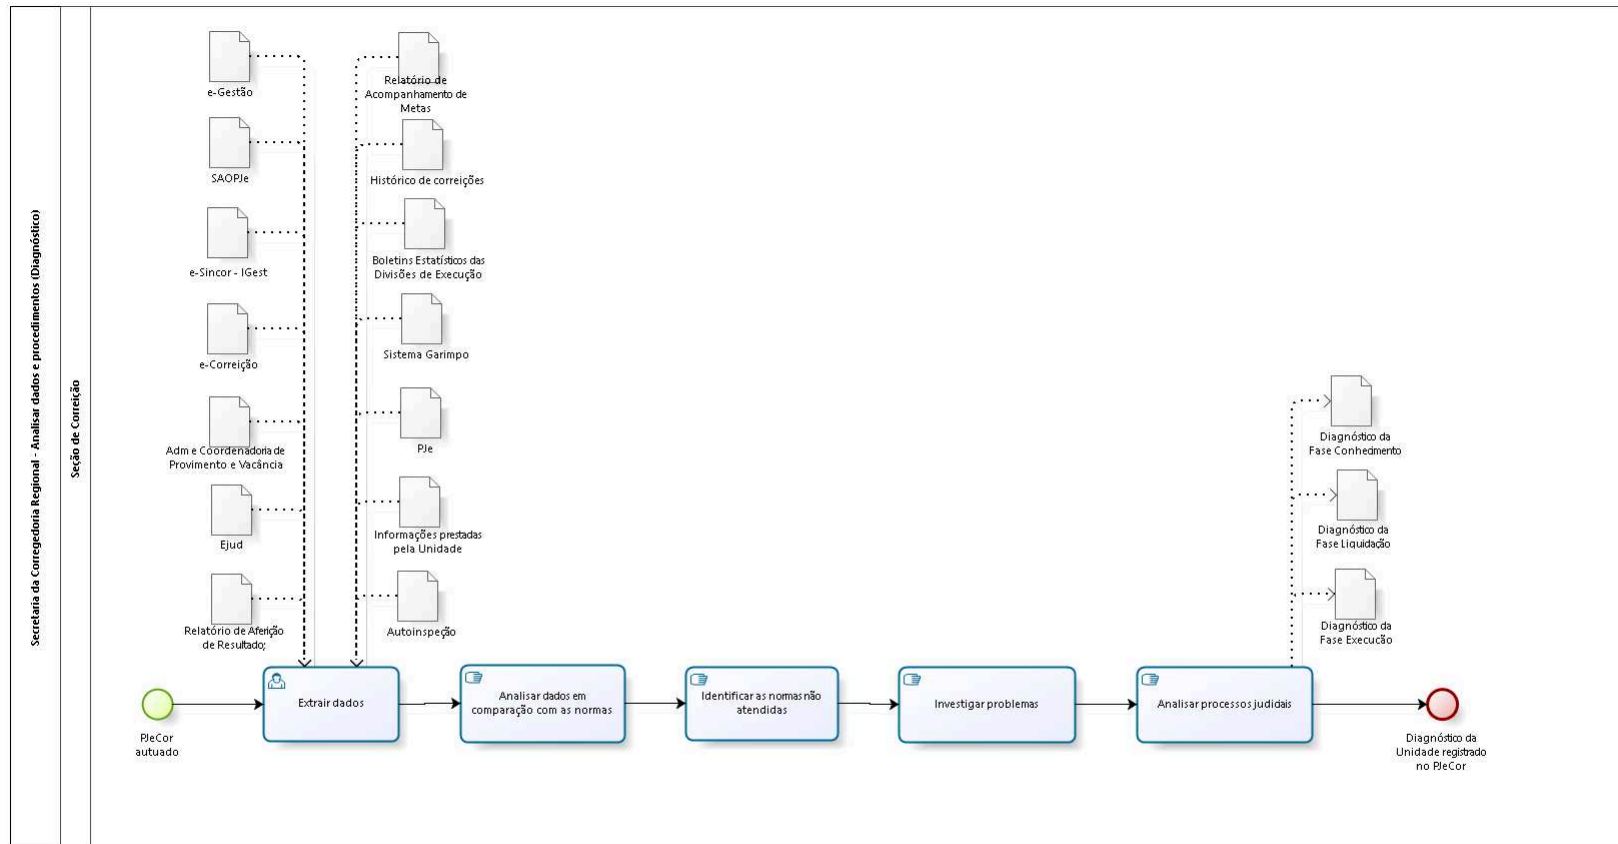 Secretaria da Corregedoria Regional - Analisar dados e procedimentos (Diagnóstico)
Seção de Correição
e-Gestão
SAOPJe
e-Sincor - IGest
e-Correição
Adm e Coordenadoria de
Provimento e Vacância
Ejud
Relatório de Aferição
de Resultado;
Relatório de
Acompanhamento de
Metas
Histórico de correições
Boletins Estatísticos das
Divisões de Execução
Sistema Garimpo
PJe
Informações prestadas
pela Unidade
Autoinspeção
Diagnóstico da
Fase Conhecimento
Diagnóstico da
Fase Liquidação
Diagnóstico da
Fase Execução
PJeCor
autuado
Extrair dados
Analisar dados em
comparação com as normas
Identificar as normas não
atendidas
Investigar problemas
Analisar processos judiciais
Diagnóstico da
Unidade registrado
no PJeCor